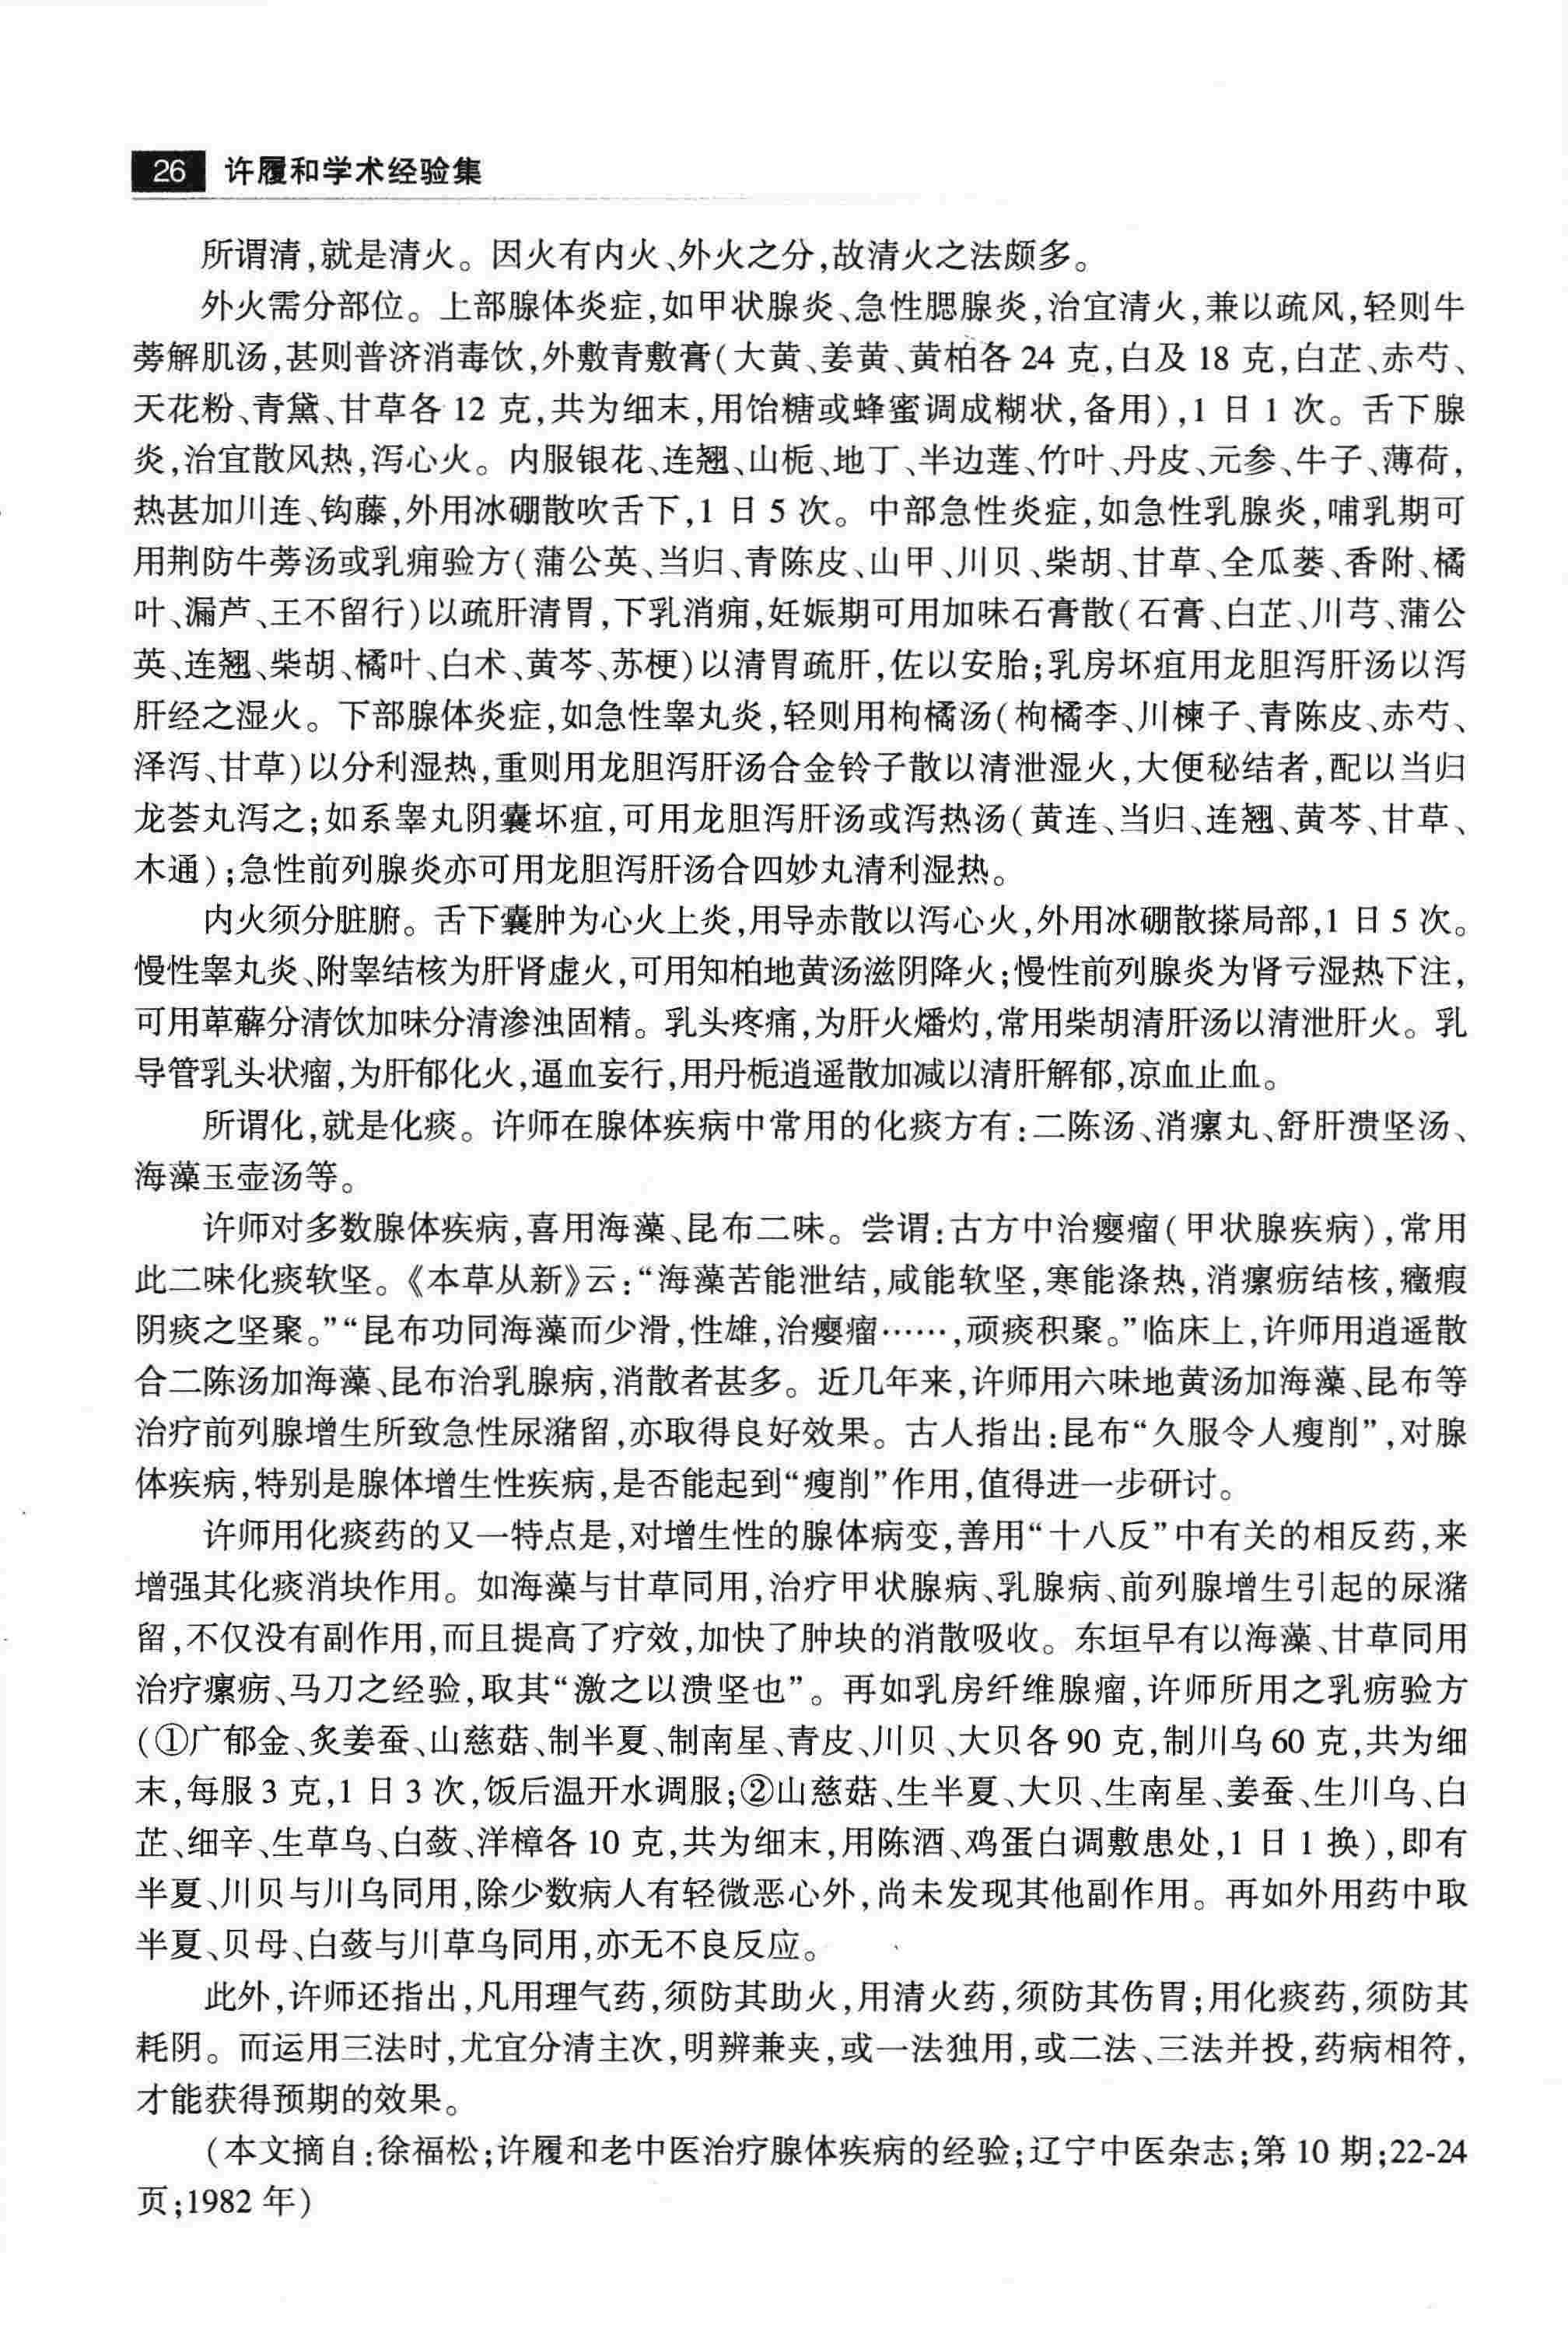 26 许履和学术经验集
所谓清,就是清火。因火有内火、外火之分,故清火之法颇多。
外火需分部位。上部腺体炎症,如甲状腺炎、急性腮腺炎,治宜清火,兼以疏风,轻则牛
蒡解肌汤,甚则普济消毒饮,外敷青敷膏(大黄、姜黄、黄柏各 24 克,白及 18 克,白芷、赤芍、
天花粉、青黛、甘草各 12 克,共为细末,用饴糖或蜂蜜调成糊状,备用),1 日 1 次。舌下腺
炎,治宜散风热,泻心火。内服银花、连翘、山栀、地丁、半边莲、竹叶、丹皮、元参、牛子、薄荷,
热甚加川连、钩藤,外用冰硼散吹舌下,1 日 5 次。中部急性炎症,如急性乳腺炎,哺乳期可
用荆防牛蒡汤或乳痈验方(蒲公英、当归、青陈皮、山甲、川贝、柴胡、甘草、全瓜蒌、香附、橘
叶、漏芦、王不留行)以疏肝清胃,下乳消痈,妊娠期可用加味石膏散(石膏、白芷、川芎、蒲公
英、连翘、柴胡、橘叶、白术、黄芩、苏梗)以清胃疏肝,佐以安胎;乳房坏疽用龙胆泻肝汤以泻
肝经之湿火。下部腺体炎症,如急性睾丸炎,轻则用枸橘汤(枸橘李、川楝子、青陈皮、赤芍、
泽泻、甘草)以分利湿热,重则用龙胆泻肝汤合金铃子散以清泄湿火,大便秘结者,配以当归
龙荟丸泻之;如系睾丸阴囊坏疽,可用龙胆泻肝汤或泻热汤(黄连、当归、连翘、黄芩、甘草、
木通);急性前列腺炎亦可用龙胆泻肝汤合四妙丸清利湿热。
内火须分脏腑。舌下囊肿为心火上炎,用导赤散以泻心火,外用冰硼散搽局部,1 日 5 次。
慢性睾丸炎、附睾结核为肝肾虚火,可用知柏地黄汤滋阴降火;慢性前列腺炎为肾亏湿热下注,
可用萆薢分清饮加味分清渗浊固精。乳头疼痛,为肝火燔灼,常用柴胡清肝汤以清泄肝火。乳
导管乳头状瘤,为肝郁化火,逼血妄行,用丹栀逍遥散加减以清肝解郁,凉血止血。
所谓化,就是化痰。许师在腺体疾病中常用的化痰方有:二陈汤、消瘰丸、舒肝溃坚汤、
海藻玉壶汤等。
许师对多数腺体疾病,喜用海藻、昆布二味。尝谓:古方中治瘿瘤(甲状腺疾病),常用
此二味化痰软坚。《本草从新》云:“海藻苦能泄结,咸能软坚,寒能涤热,消瘰疬结核,癥瘕
阴痰之坚聚。”“昆布功同海藻而少滑,性雄,治瘿瘤……,顽痰积聚。”临床上,许师用逍遥散
合二陈汤加海藻、昆布治乳腺病,消散者甚多。近几年来,许师用六味地黄汤加海藻、昆布等
治疗前列腺增生所致急性尿潴留,亦取得良好效果。古人指出:昆布“久服令人瘦削”,对腺
体疾病,特别是腺体增生性疾病,是否能起到“瘦削”作用,值得进一步研讨。
许师用化痰药的又一特点是,对增生性的腺体病变,善用“十八反”中有关的相反药,来
增强其化痰消块作用。如海藻与甘草同用,治疗甲状腺病、乳腺病、前列腺增生引起的尿潴
留,不仅没有副作用,而且提高了疗效,加快了肿块的消散吸收。东垣早有以海藻、甘草同用
治疗瘰疬、马刀之经验,取其“激之以溃坚也”。再如乳房纤维腺瘤,许师所用之乳疬验方
(①广郁金、炙姜蚕、山慈菇、制半夏、制南星、青皮、川贝、大贝各 90 克,制川乌 60 克,共为细
末,每服 3 克,1 日 3 次,饭后温开水调服;②山慈菇、生半夏、大贝、生南星、姜蚕、生川乌、白
芷、细辛、生草乌、白蔹、洋樟各 10 克,共为细末,用陈酒、鸡蛋白调敷患处,1 日 1 换),即有
半夏、川贝与川乌同用,除少数病人有轻微恶心外,尚未发现其他副作用。再如外用药中取
半夏、贝母、白蔹与川草乌同用,亦无不良反应。
此外,许师还指出,凡用理气药,须防其助火,用清火药,须防其伤胃;用化痰药,须防其
耗阴。而运用三法时,尤宜分清主次,明辨兼夹,或一法独用,或二法、三法并投,药病相符,
才能获得预期的效果。
(本文摘自:徐福松;许履和老中医治疗腺体疾病的经验;辽宁中医杂志;第 10 期;22-24
页;1982 年)